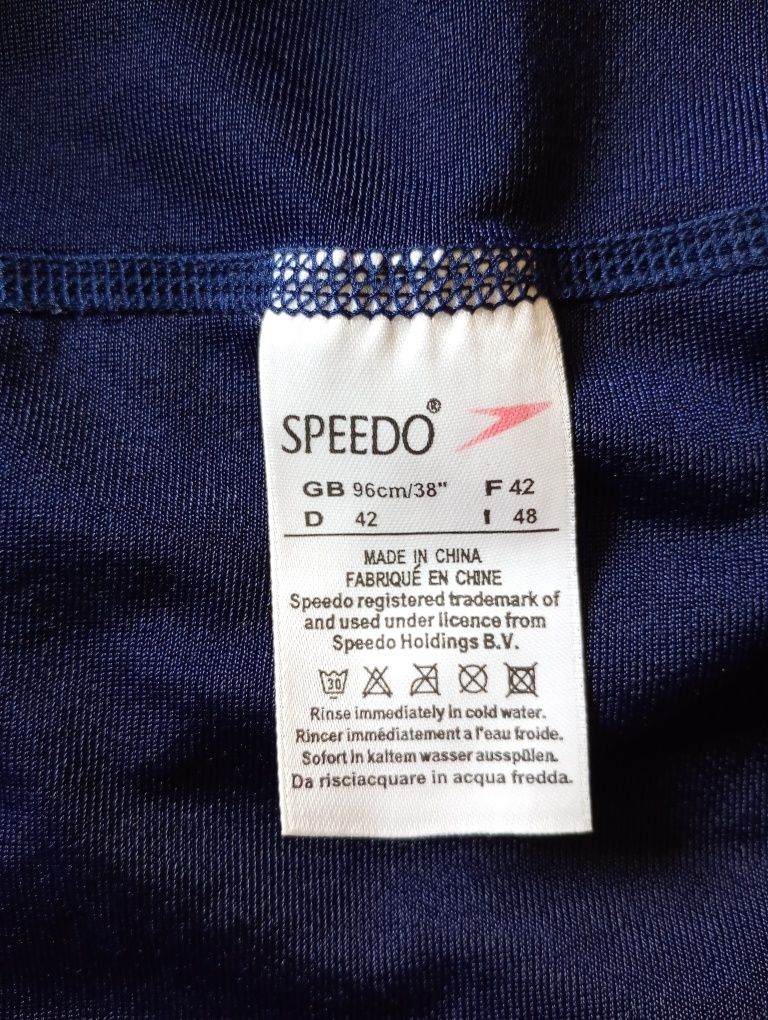 SPEEDO®
GB 96cm/38" F 42
D 42 I 48
MADE IN CHINA
FABRIQUÉ EN CHINE
Speedo registered trademark of
and used under licence from
Speedo Holdings B.V.
30
Rinse immediately in cold water.
Rincer immédiatement a l'eau froide.
Sofort in kaltem wasser ausspülen.
Da risciacquare in acqua fredda.